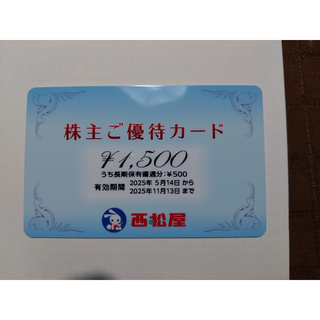 株主ご優待カード
¥1,500
うち長期保有優遇分：¥500
有効期間
2025年 5月14日 から
2025年11月13日 まで
西松屋